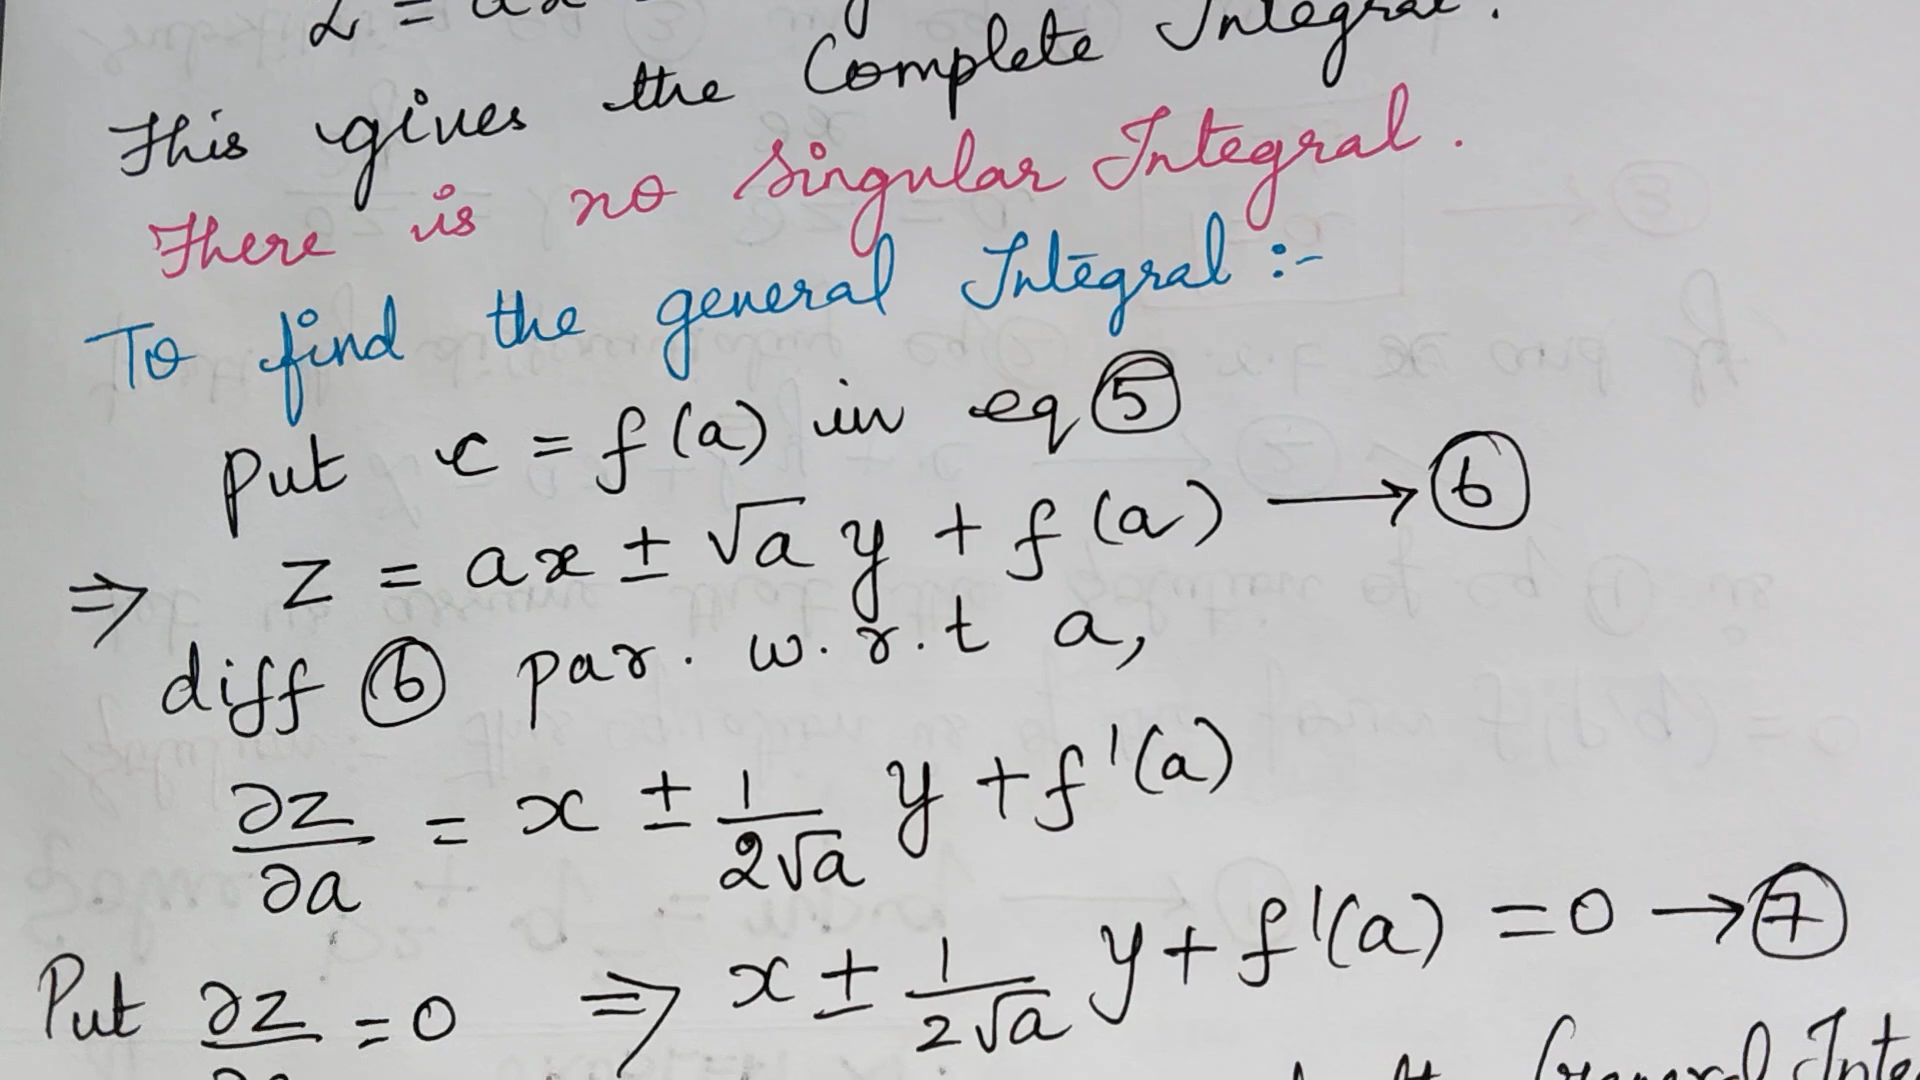 This gives the Complete Integral.
There is no Singular Integral.
To find the general Integral :-
Put c = f(a) in eq ⑤
⇒ z = ax ± √a y + f(a) → ⑥
diff ⑥ par. w.r.t a,
∂z/∂a = x ± 1/(2√a) y + f'(a)
Put ∂z/∂a = 0 ⇒ x ± 1/(2√a) y + f'(a) = 0 → ⑦